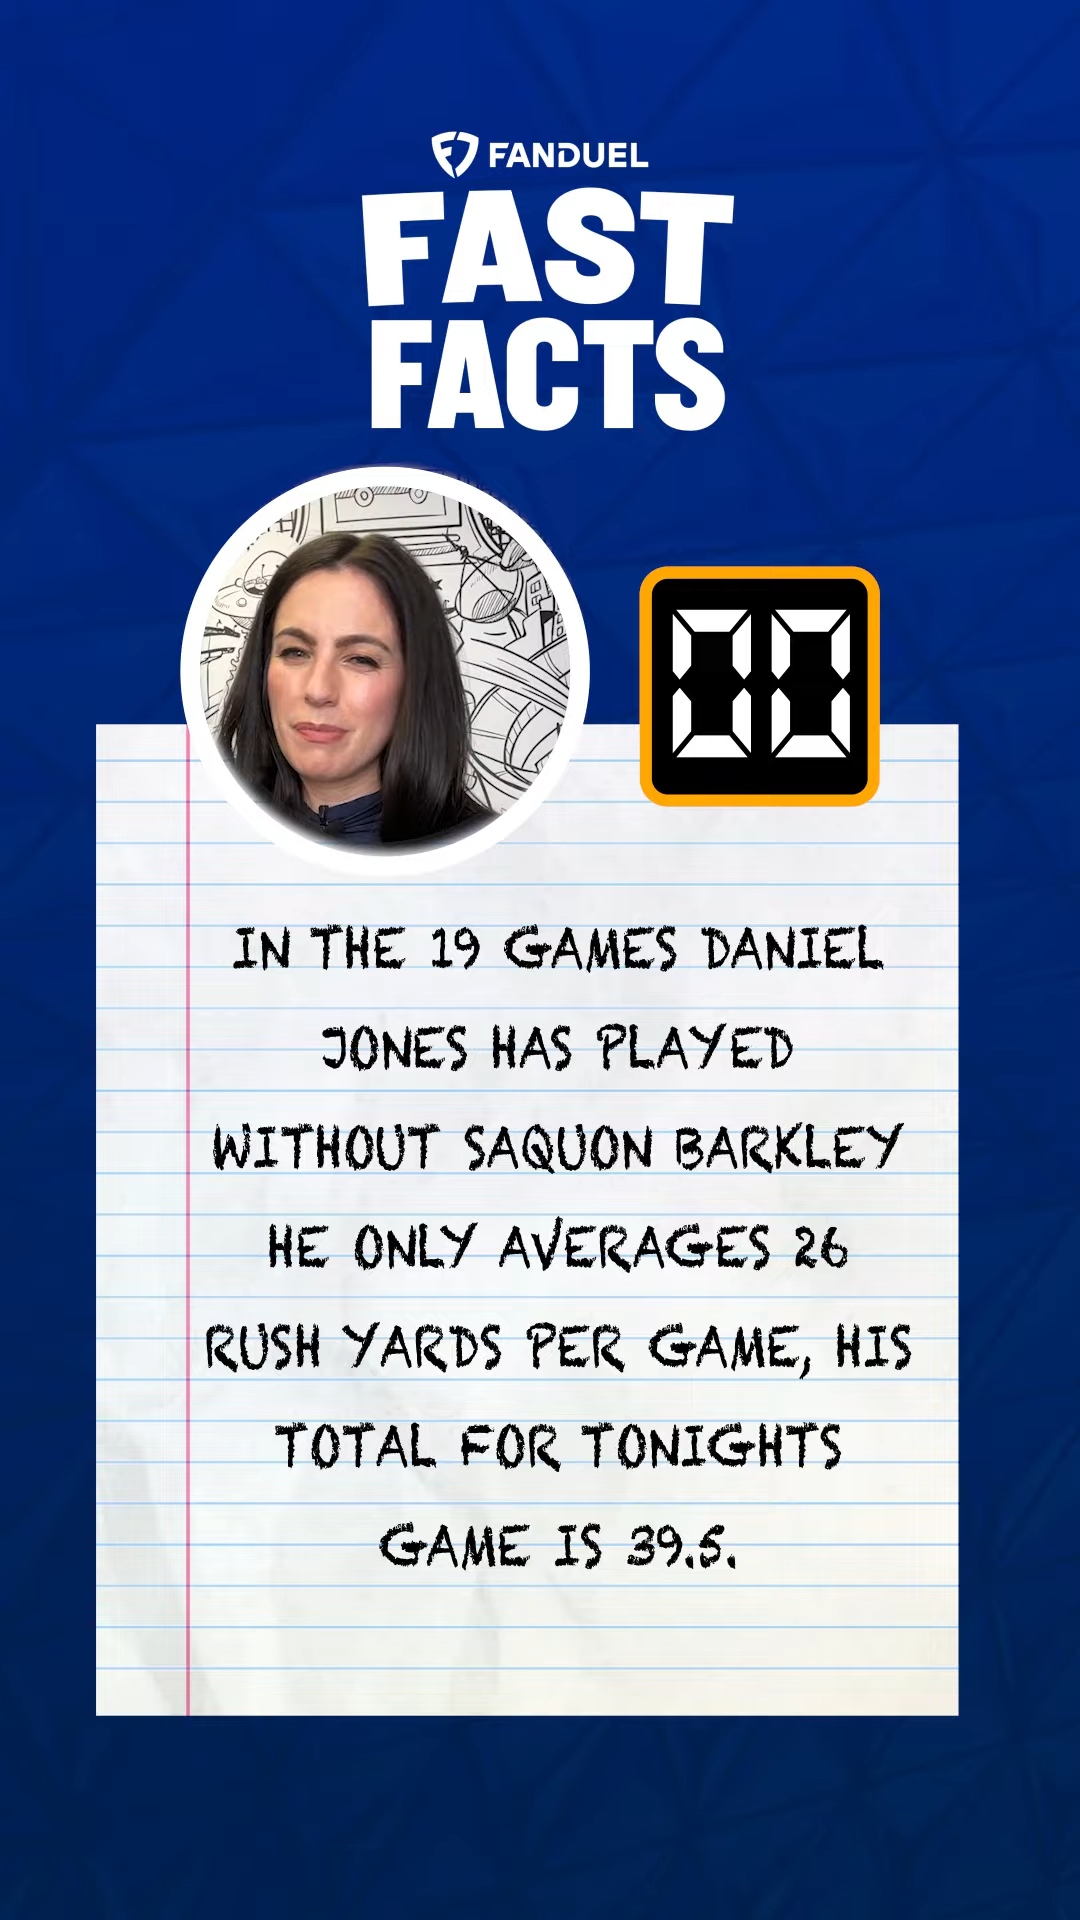 FANDUEL
FAST
FACTS
00
IN THE 19 GAMES DANIEL
JONES HAS PLAYED
WITHOUT SAQUON BARKLEY
HE ONLY AVERAGES 26
RUSH YARDS PER GAME, HIS
TOTAL FOR TONIGHTS
GAME IS 39.5.